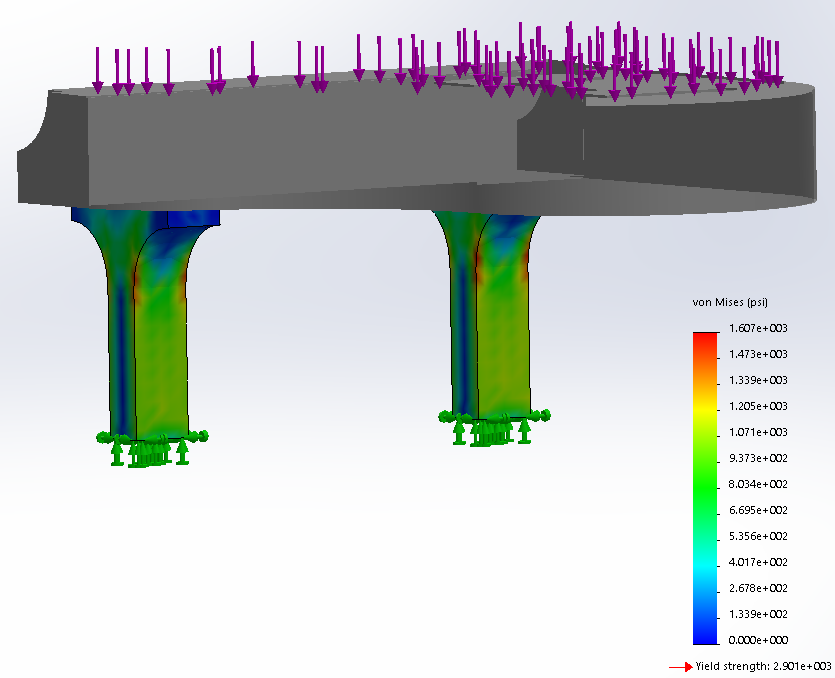 von Mises (psi)
1.607e+003
1.473e+003
1.339e+003
1.205e+003
1.071e+003
9.373e+002
8.034e+002
6.695e+002
5.356e+002
4.017e+002
2.678e+002
1.339e+002
0.000e+000
Yield strength: 2.901e+003